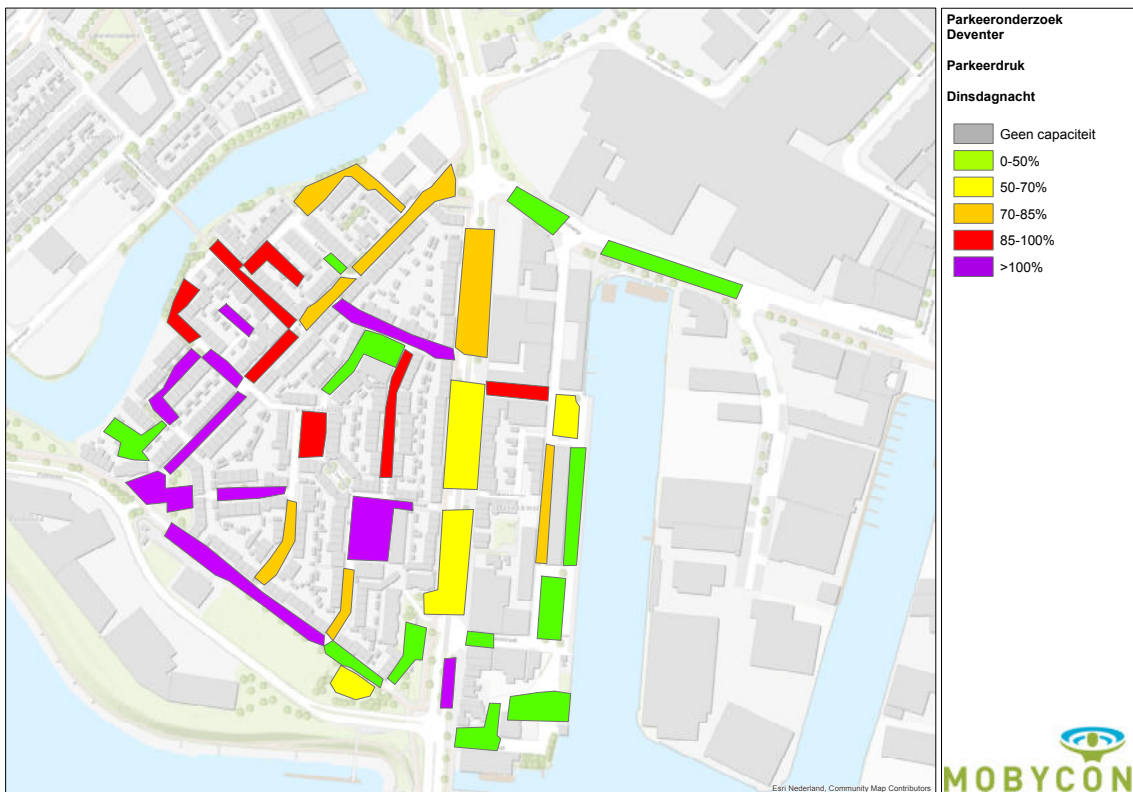 Parkeeronderzoek
Deventer
Parkeerdruk
Dinsdagnacht
Geen capaciteit
0-50%
50-70%
70-85%
85-100%
>100%
MOBYCON
Esri Nederland, Community Map Contributors